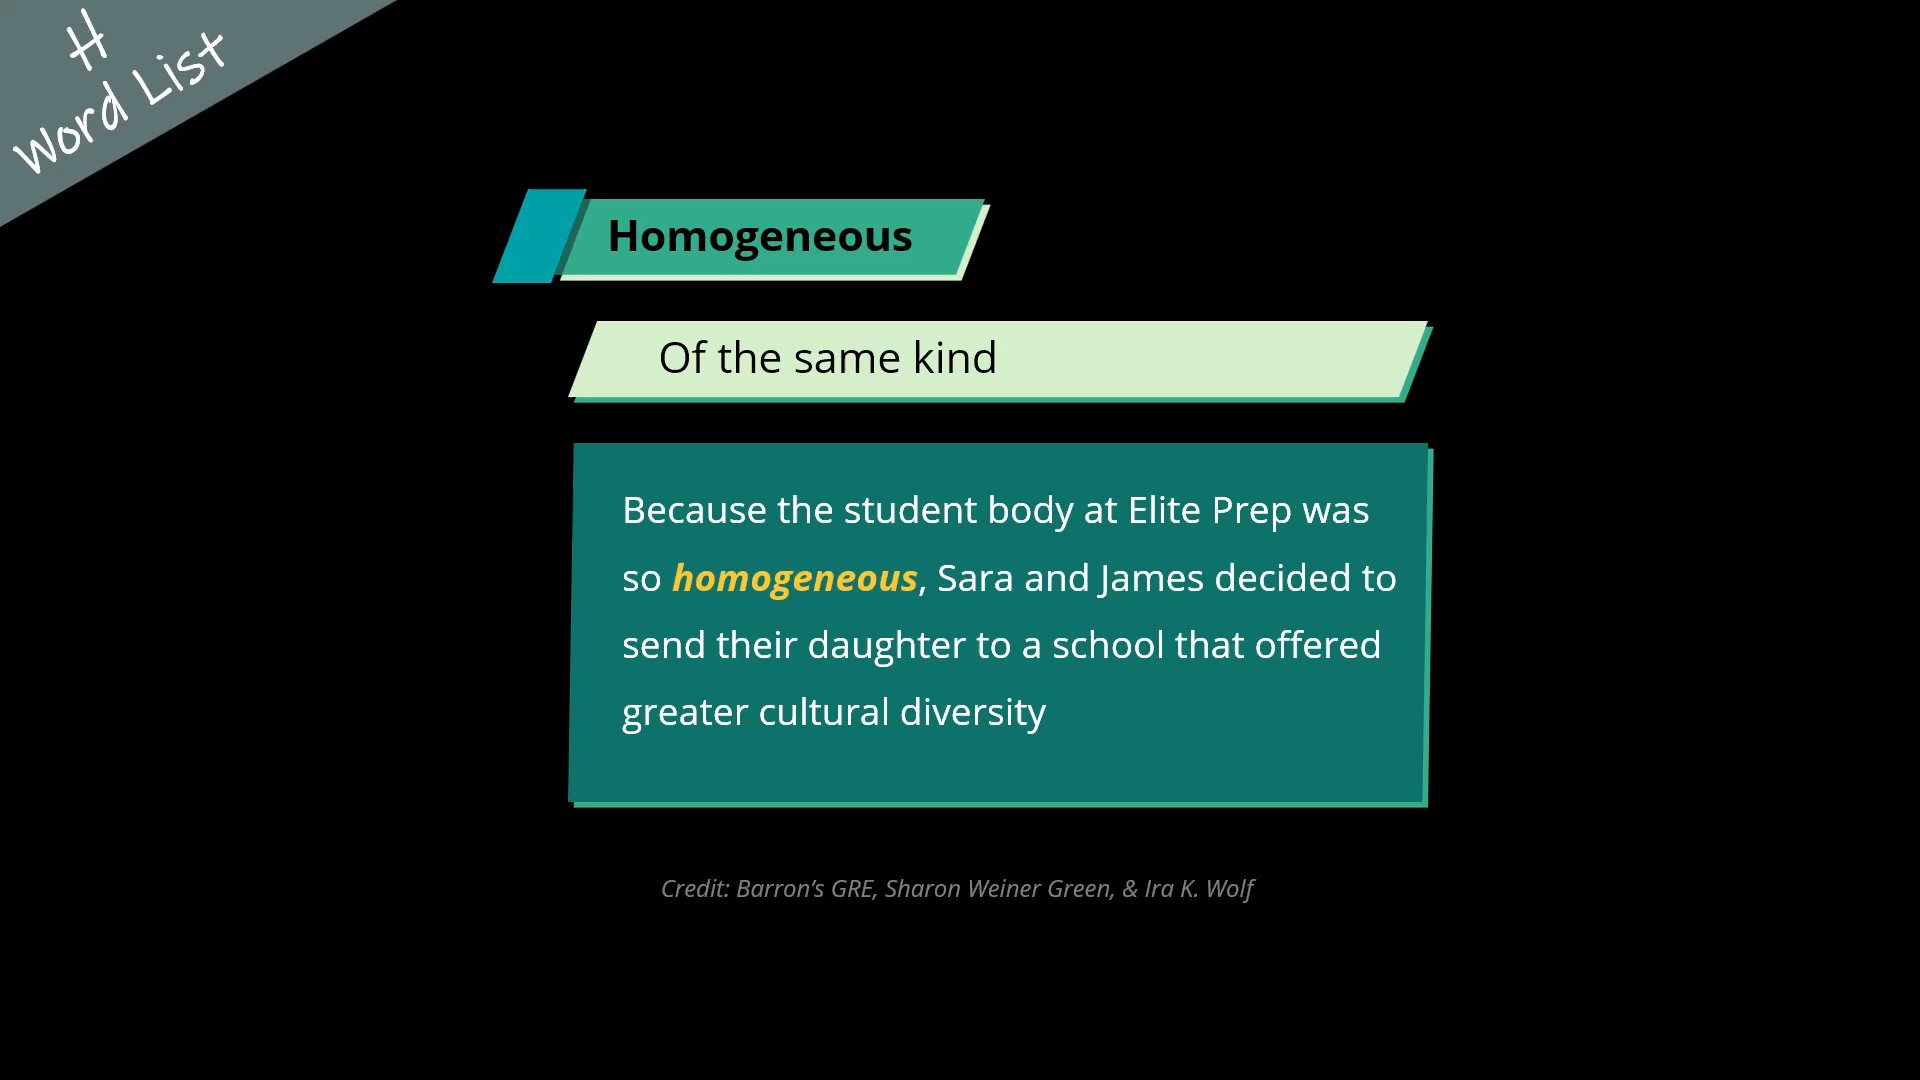 H
Word List
Homogeneous
Of the same kind
Because the student body at Elite Prep was
so homogeneous, Sara and James decided to
send their daughter to a school that offered
greater cultural diversity
Credit: Barron’s GRE, Sharon Weiner Green, & Ira K. Wolf